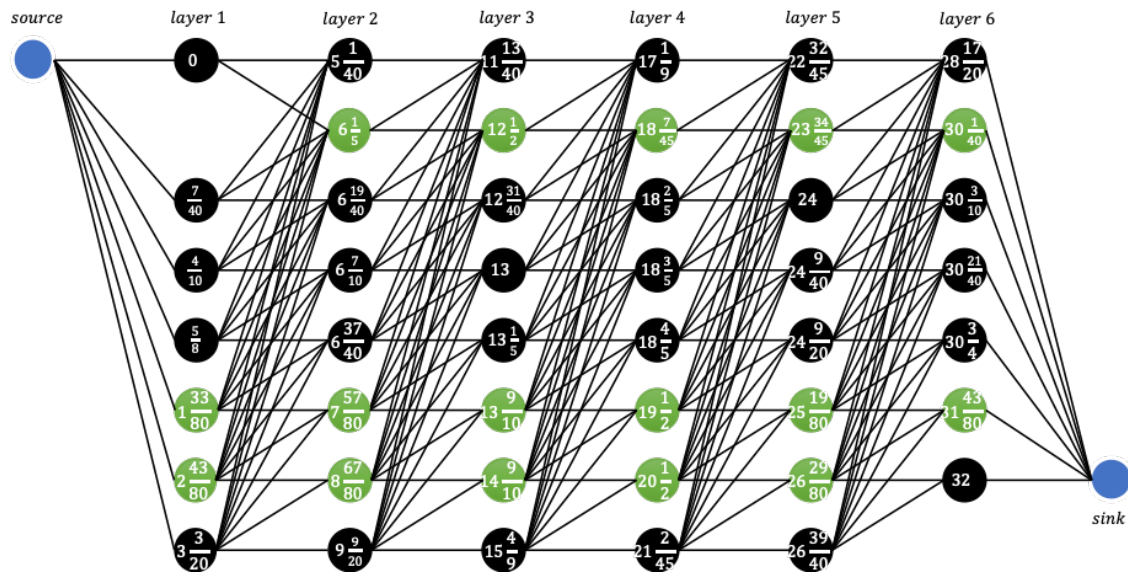 source layer 1 layer 2 layer 3 layer 4 layer 5 layer 6
0 5 1/40 11 13/40 17 1/9 22 32/45 28 17/20
6 1/5 12 1/2 18 7/45 23 34/45 30 1/40
7/40 6 19/40 12 31/40 18 2/5 24 30 3/10
4/10 6 7/10 13 18 3/5 24 9/40 30 21/40
5/8 6 37/40 13 1/5 18 4/5 24 9/20 30 3/4
1 33/80 7 57/80 13 9/10 19 1/2 25 19/80 31 43/80
2 43/80 8 67/80 14 9/10 20 1/2 26 29/80 32
sink
3 3/20 9 9/20 15 4/9 21 2/45 26 39/40